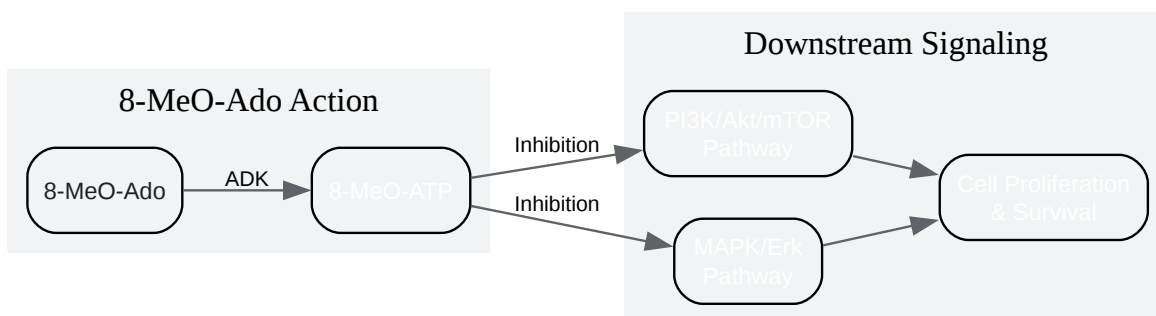 Downstream Signaling
8-MeO-Ado Action
8-MeO-Ado
ADK
8-MeO-ATP
Inhibition
Inhibition
PI3K/Akt/mTOR
Pathway
MAPK/Erk
Pathway
Cell Proliferation
& Survival